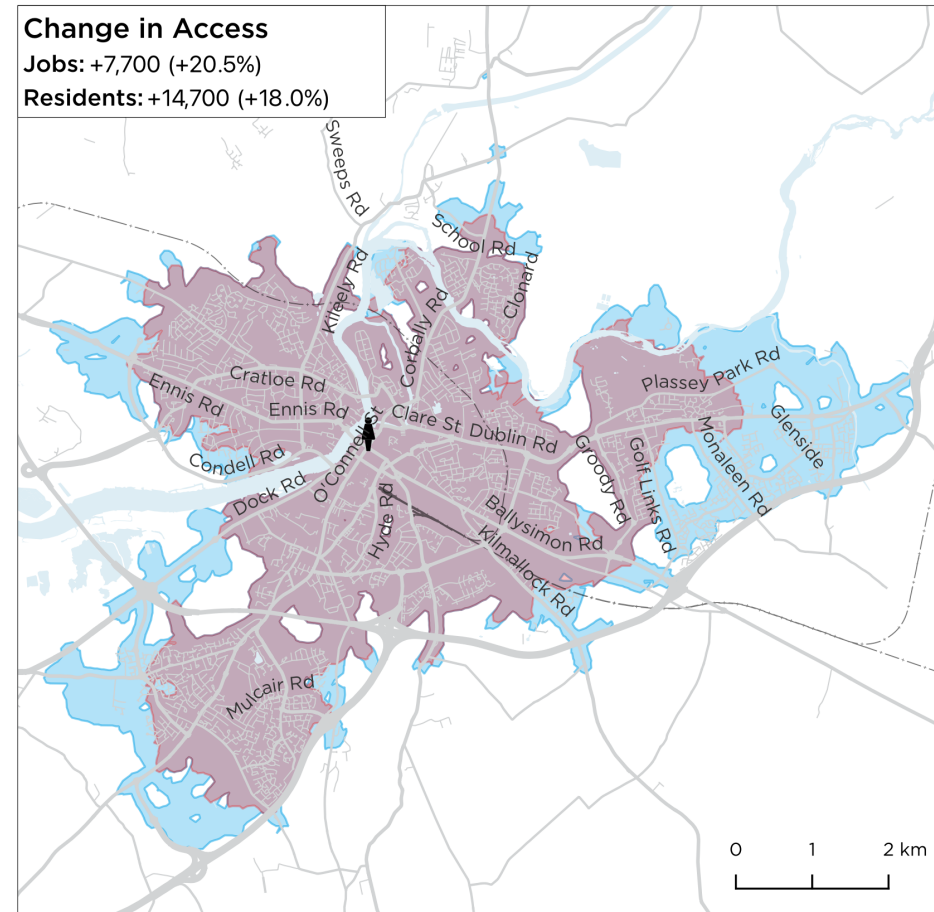 Change in Access
Jobs: +7,700 (+20.5%)
Residents: +14,700 (+18.0%)
Sweeps Rd
School Rd
Clonard
Kileely Rd
Corbally Rd
Cratloe Rd
Ennis Rd
Ennis Rd
Clare St
Dublin Rd
Plassey Park Rd
Glenside
Monaleen Rd
Golf Links Rd
Groody Rd
Condell Rd
O'Connell St
Dock Rd
Hyde Rd
Ballysimon Rd
Kilmallock Rd
Mulcair Rd
0 1 2 km